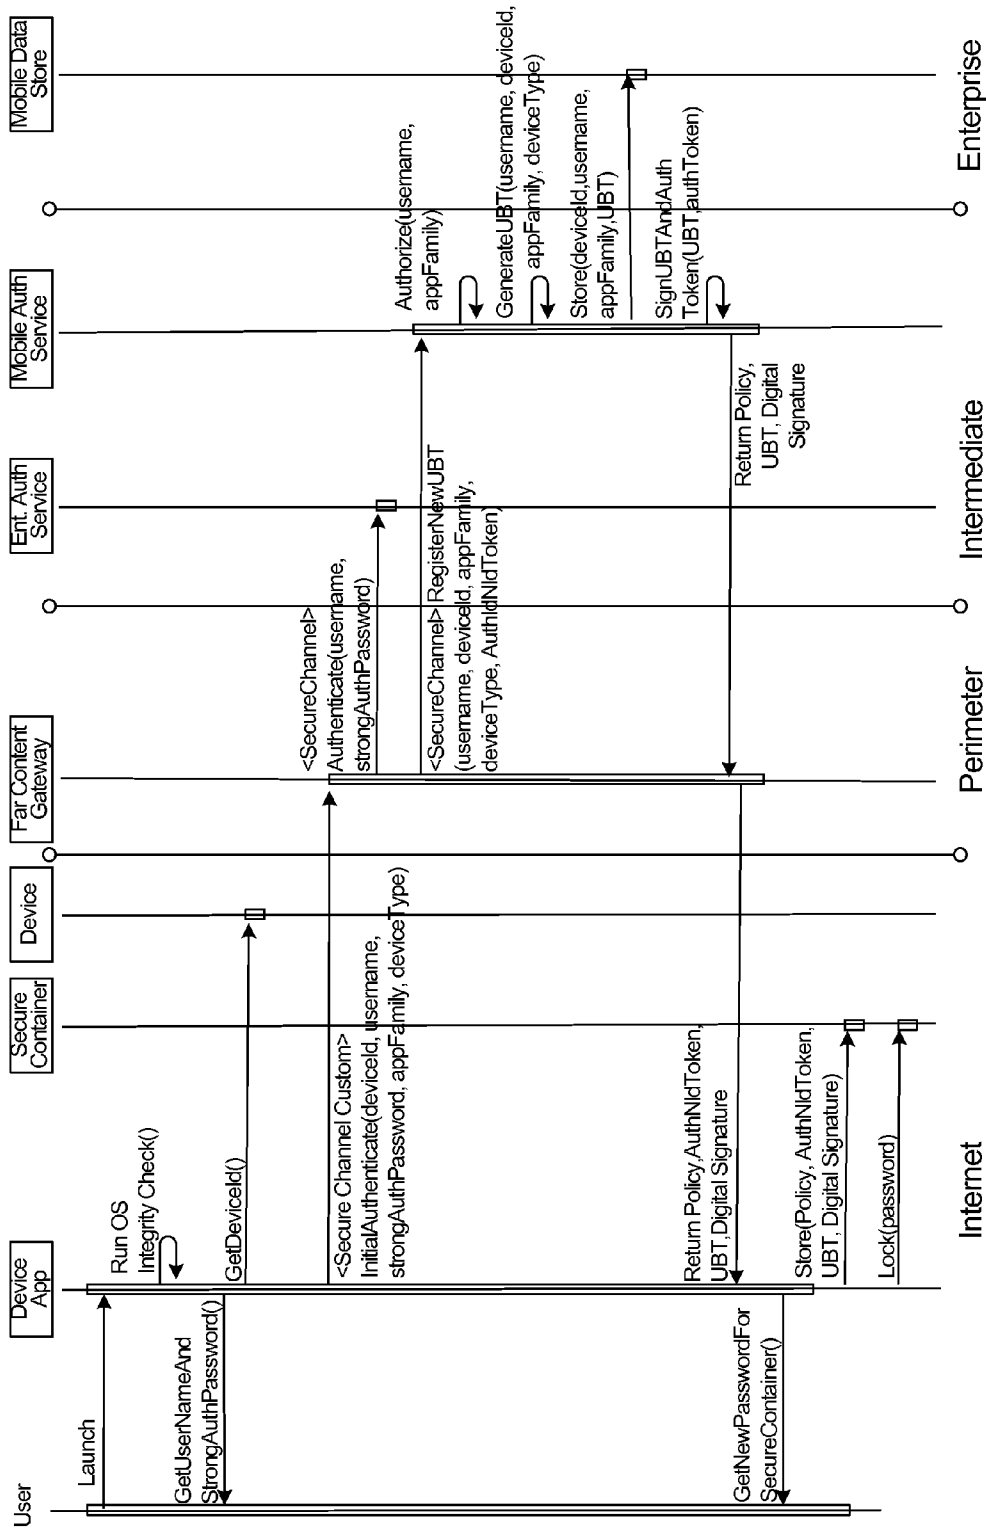 User
Device
App
Secure
Container
Device
Far Content
Gateway
Ent. Auth
Service
Mobile Auth
Service
Mobile Data
Store
Launch
Run OS
Integrity Check()
GetUserNameAnd
StrongAuthPassword()
GetDeviceId()
<Secure Channel Custom>
InitialAuthenticate(deviceId, username,
strongAuthPassword, appFamily, deviceType)
<SecureChannel>
Authenticate(username,
strongAuthPassword)
<SecureChannel> RegisterNewUBT
(username, deviceId, appFamily,
deviceType, AuthIdNIdToken)
Authorize(username,
appFamily)
GenerateUBT(username, deviceId,
appFamily, deviceType)
Store(deviceId,username,
appFamily,UBT)
SignUBTAndAuth
Token(UBT,authToken)
Return Policy,
UBT, Digital
Signature
Return Policy,AuthNIdToken,
UBT,Digital Signature
GetNewPasswordFor
SecureContainer()
Store(Policy, AuthNIdToken,
UBT, Digital Signature)
Lock(password)
Internet
Perimeter
Intermediate
Enterprise